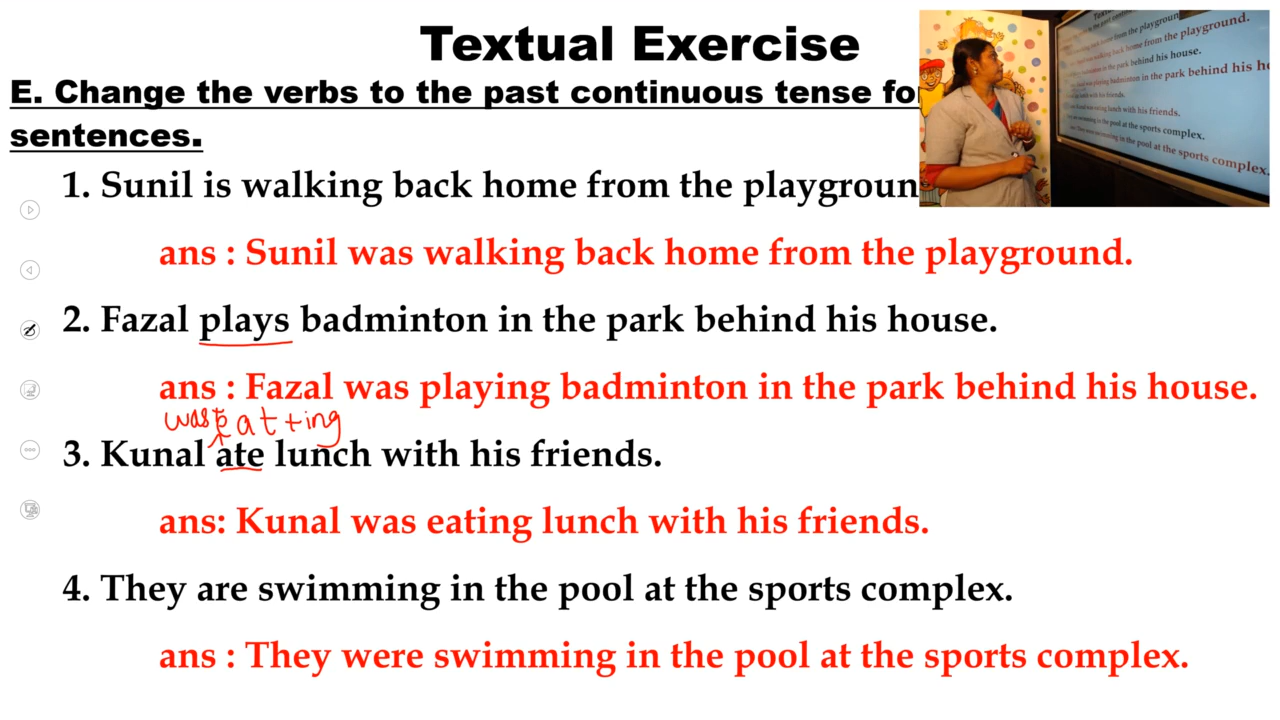 Textual Exercise
E. Change the verbs to the past continuous tense fo
sentences.
1. Sunil is walking back home from the playgroun
ans : Sunil was walking back home from the playground.
2. Fazal plays badminton in the park behind his house.
ans : Fazal was playing badminton in the park behind his house.
was eat+ing
3. Kunal ate lunch with his friends.
ans: Kunal was eating lunch with his friends.
4. They are swimming in the pool at the sports complex.
ans : They were swimming in the pool at the sports complex.